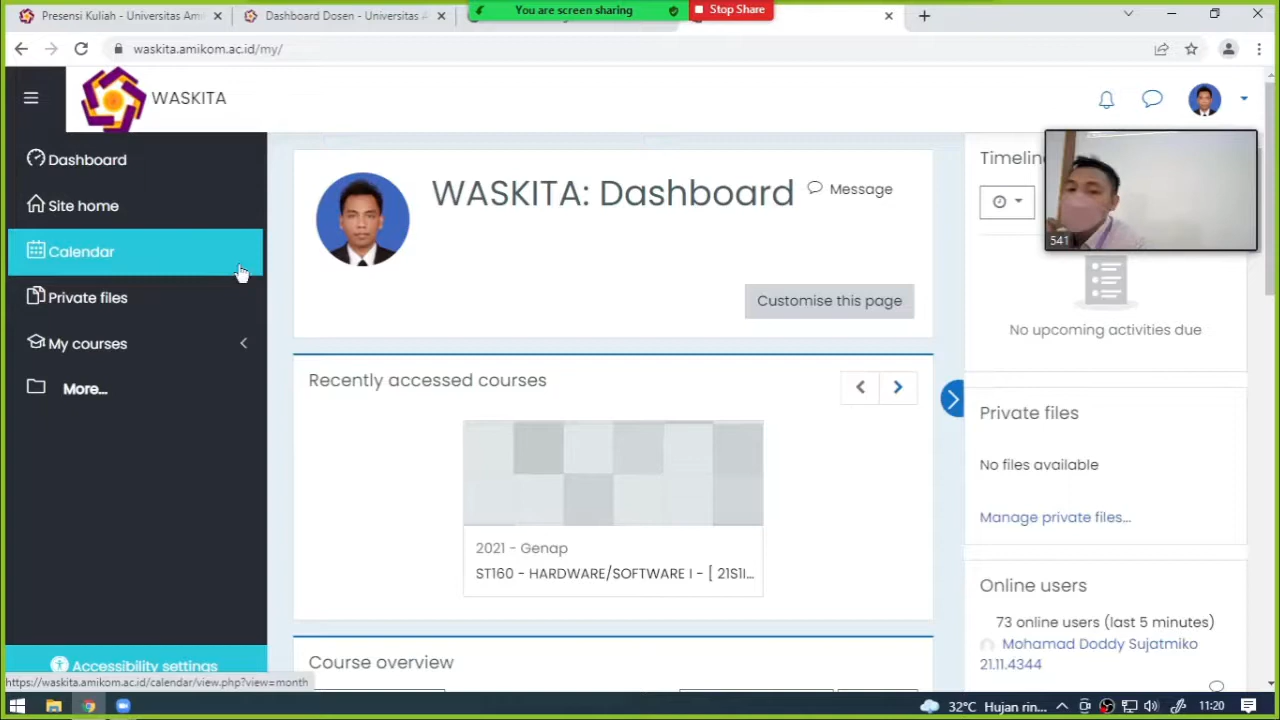 Presensi Kuliah - Universitas Ami
Dashboard Dosen - Universitas A
You are screen sharing
Stop Share
waskita.amikom.ac.id/my/
WASKITA
Dashboard
Site home
Calendar
Private files
My courses
More...
Accessibility settings
https://waskita.amikom.ac.id/calendar/view.php?view=month
WASKITA: Dashboard
Message
Customise this page
Recently accessed courses
2021 - Genap
ST160 - HARDWARE/SOFTWARE I - [ 21S1I...
Course overview
541
No upcoming activities due
Private files
No files available
Manage private files...
Online users
73 online users (last 5 minutes)
Mohamad Doddy Sujatmiko
21.11.4344
32°C Hujan rin...
11:20